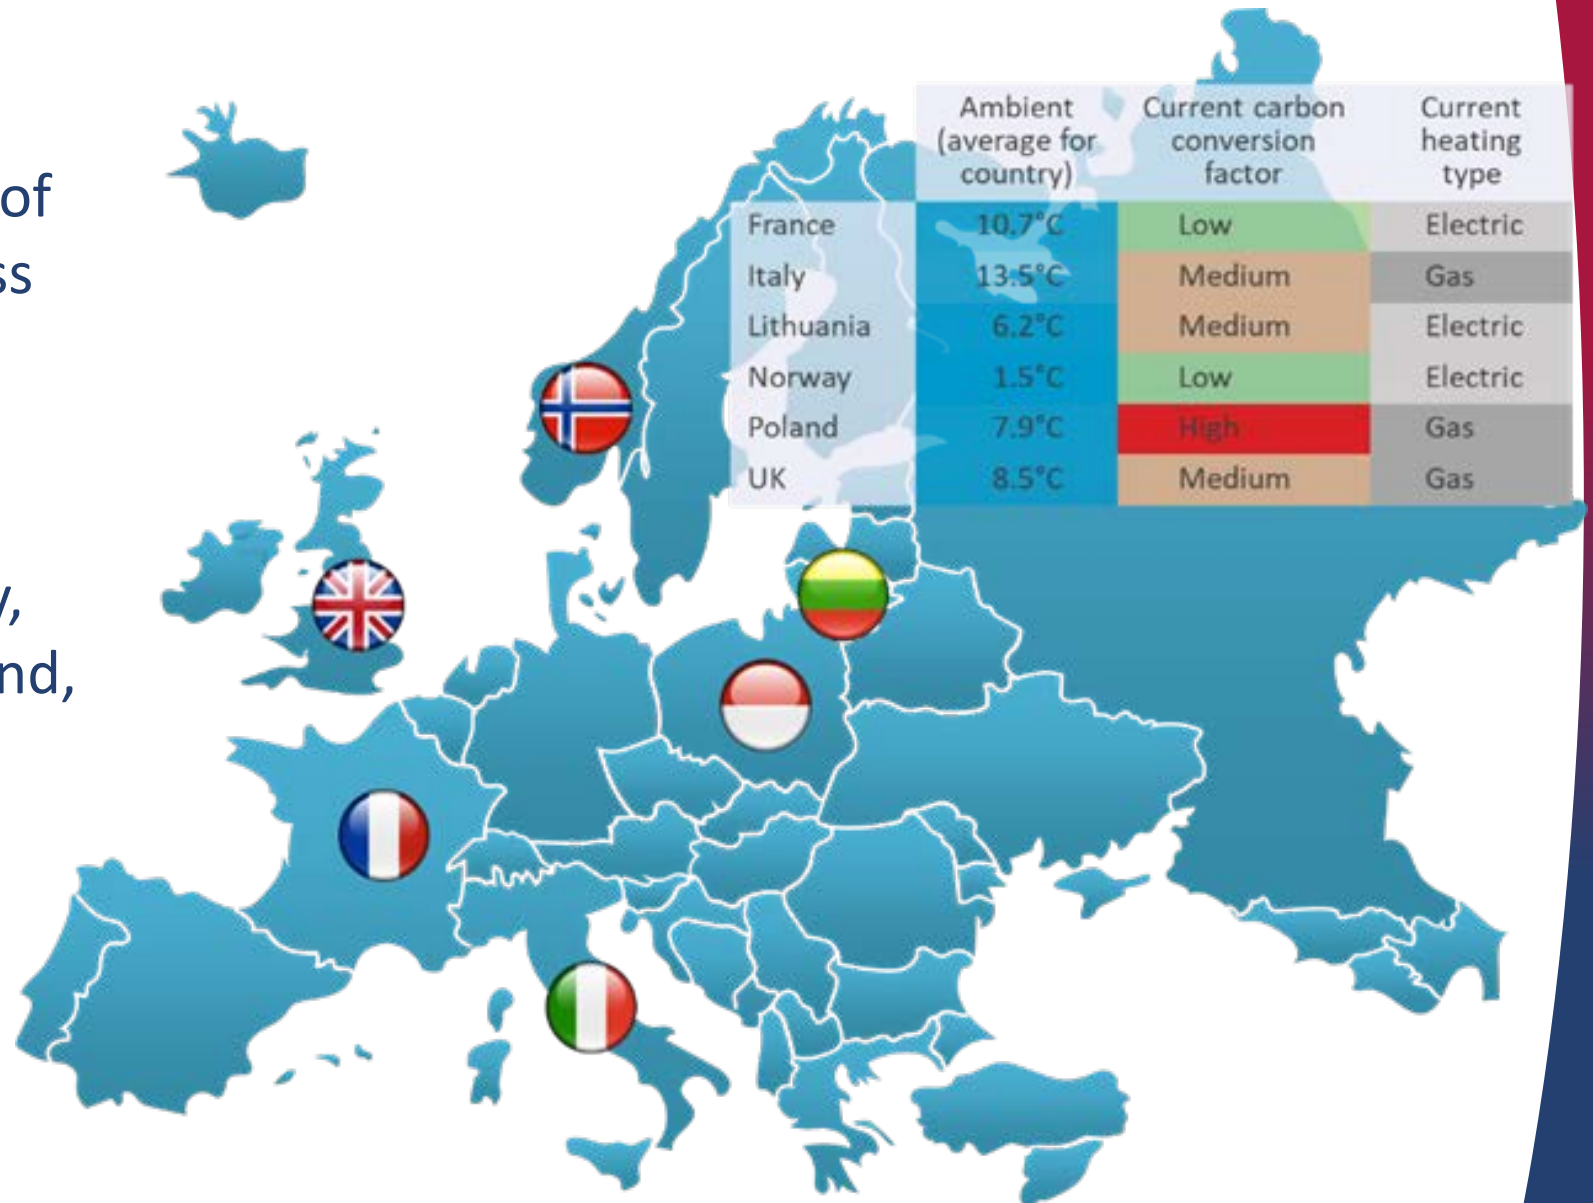 of
ss
y,
nd,
Ambient (average for country) Current carbon conversion factor Current heating type
France 10.7°C Low Electric
Italy 13.5°C Medium Gas
Lithuania 6.2°C Medium Electric
Norway 1.5°C Low Electric
Poland 7.9°C High Gas
UK 8.5°C Medium Gas